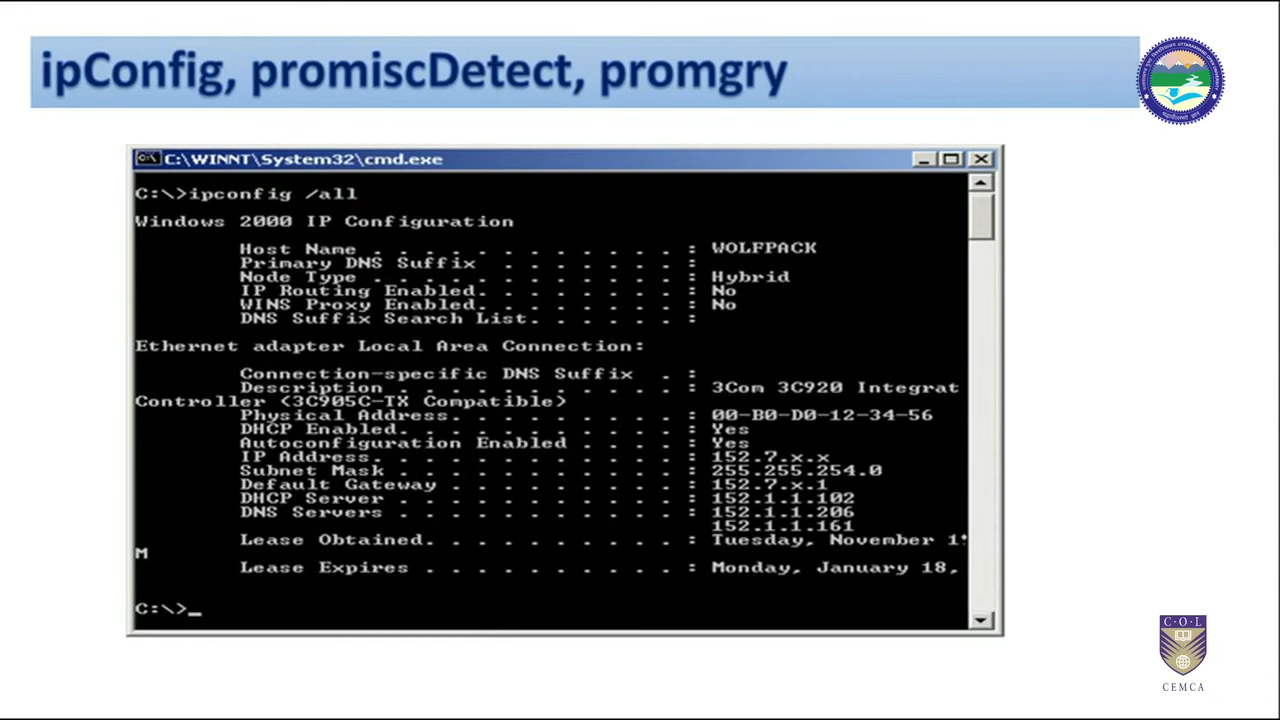 ipConfig, promiscDetect, promgry
C:\WINNT\System32\cmd.exe
C:\>ipconfig /all
Windows 2000 IP Configuration
Host Name . . . . . . . . . . . . : WOLFPACK
Primary DNS Suffix . . . . . . . :
Node Type . . . . . . . . . . . . : Hybrid
IP Routing Enabled. . . . . . . . : No
WINS Proxy Enabled. . . . . . . . : No
DNS Suffix Search List. . . . . . :
Ethernet adapter Local Area Connection:
Connection-specific DNS Suffix . :
Description . . . . . . . . . . . : 3Com 3C920 Integrat
Controller (3C905C-TX Compatible)
Physical Address. . . . . . . . . : 00-B0-D0-12-34-56
DHCP Enabled. . . . . . . . . . . : Yes
Autoconfiguration Enabled . . . . : Yes
IP Address. . . . . . . . . . . . : 152.7.x.x
Subnet Mask . . . . . . . . . . . : 255.255.254.0
Default Gateway . . . . . . . . . : 152.7.x.1
DHCP Server . . . . . . . . . . . : 152.1.1.102
DNS Servers . . . . . . . . . . . : 152.1.1.206
152.1.1.161
Lease Obtained. . . . . . . . . . : Tuesday, November
M
Lease Expires . . . . . . . . . . : Monday, January 18,
C:\>_
C·O·L
CEMCA